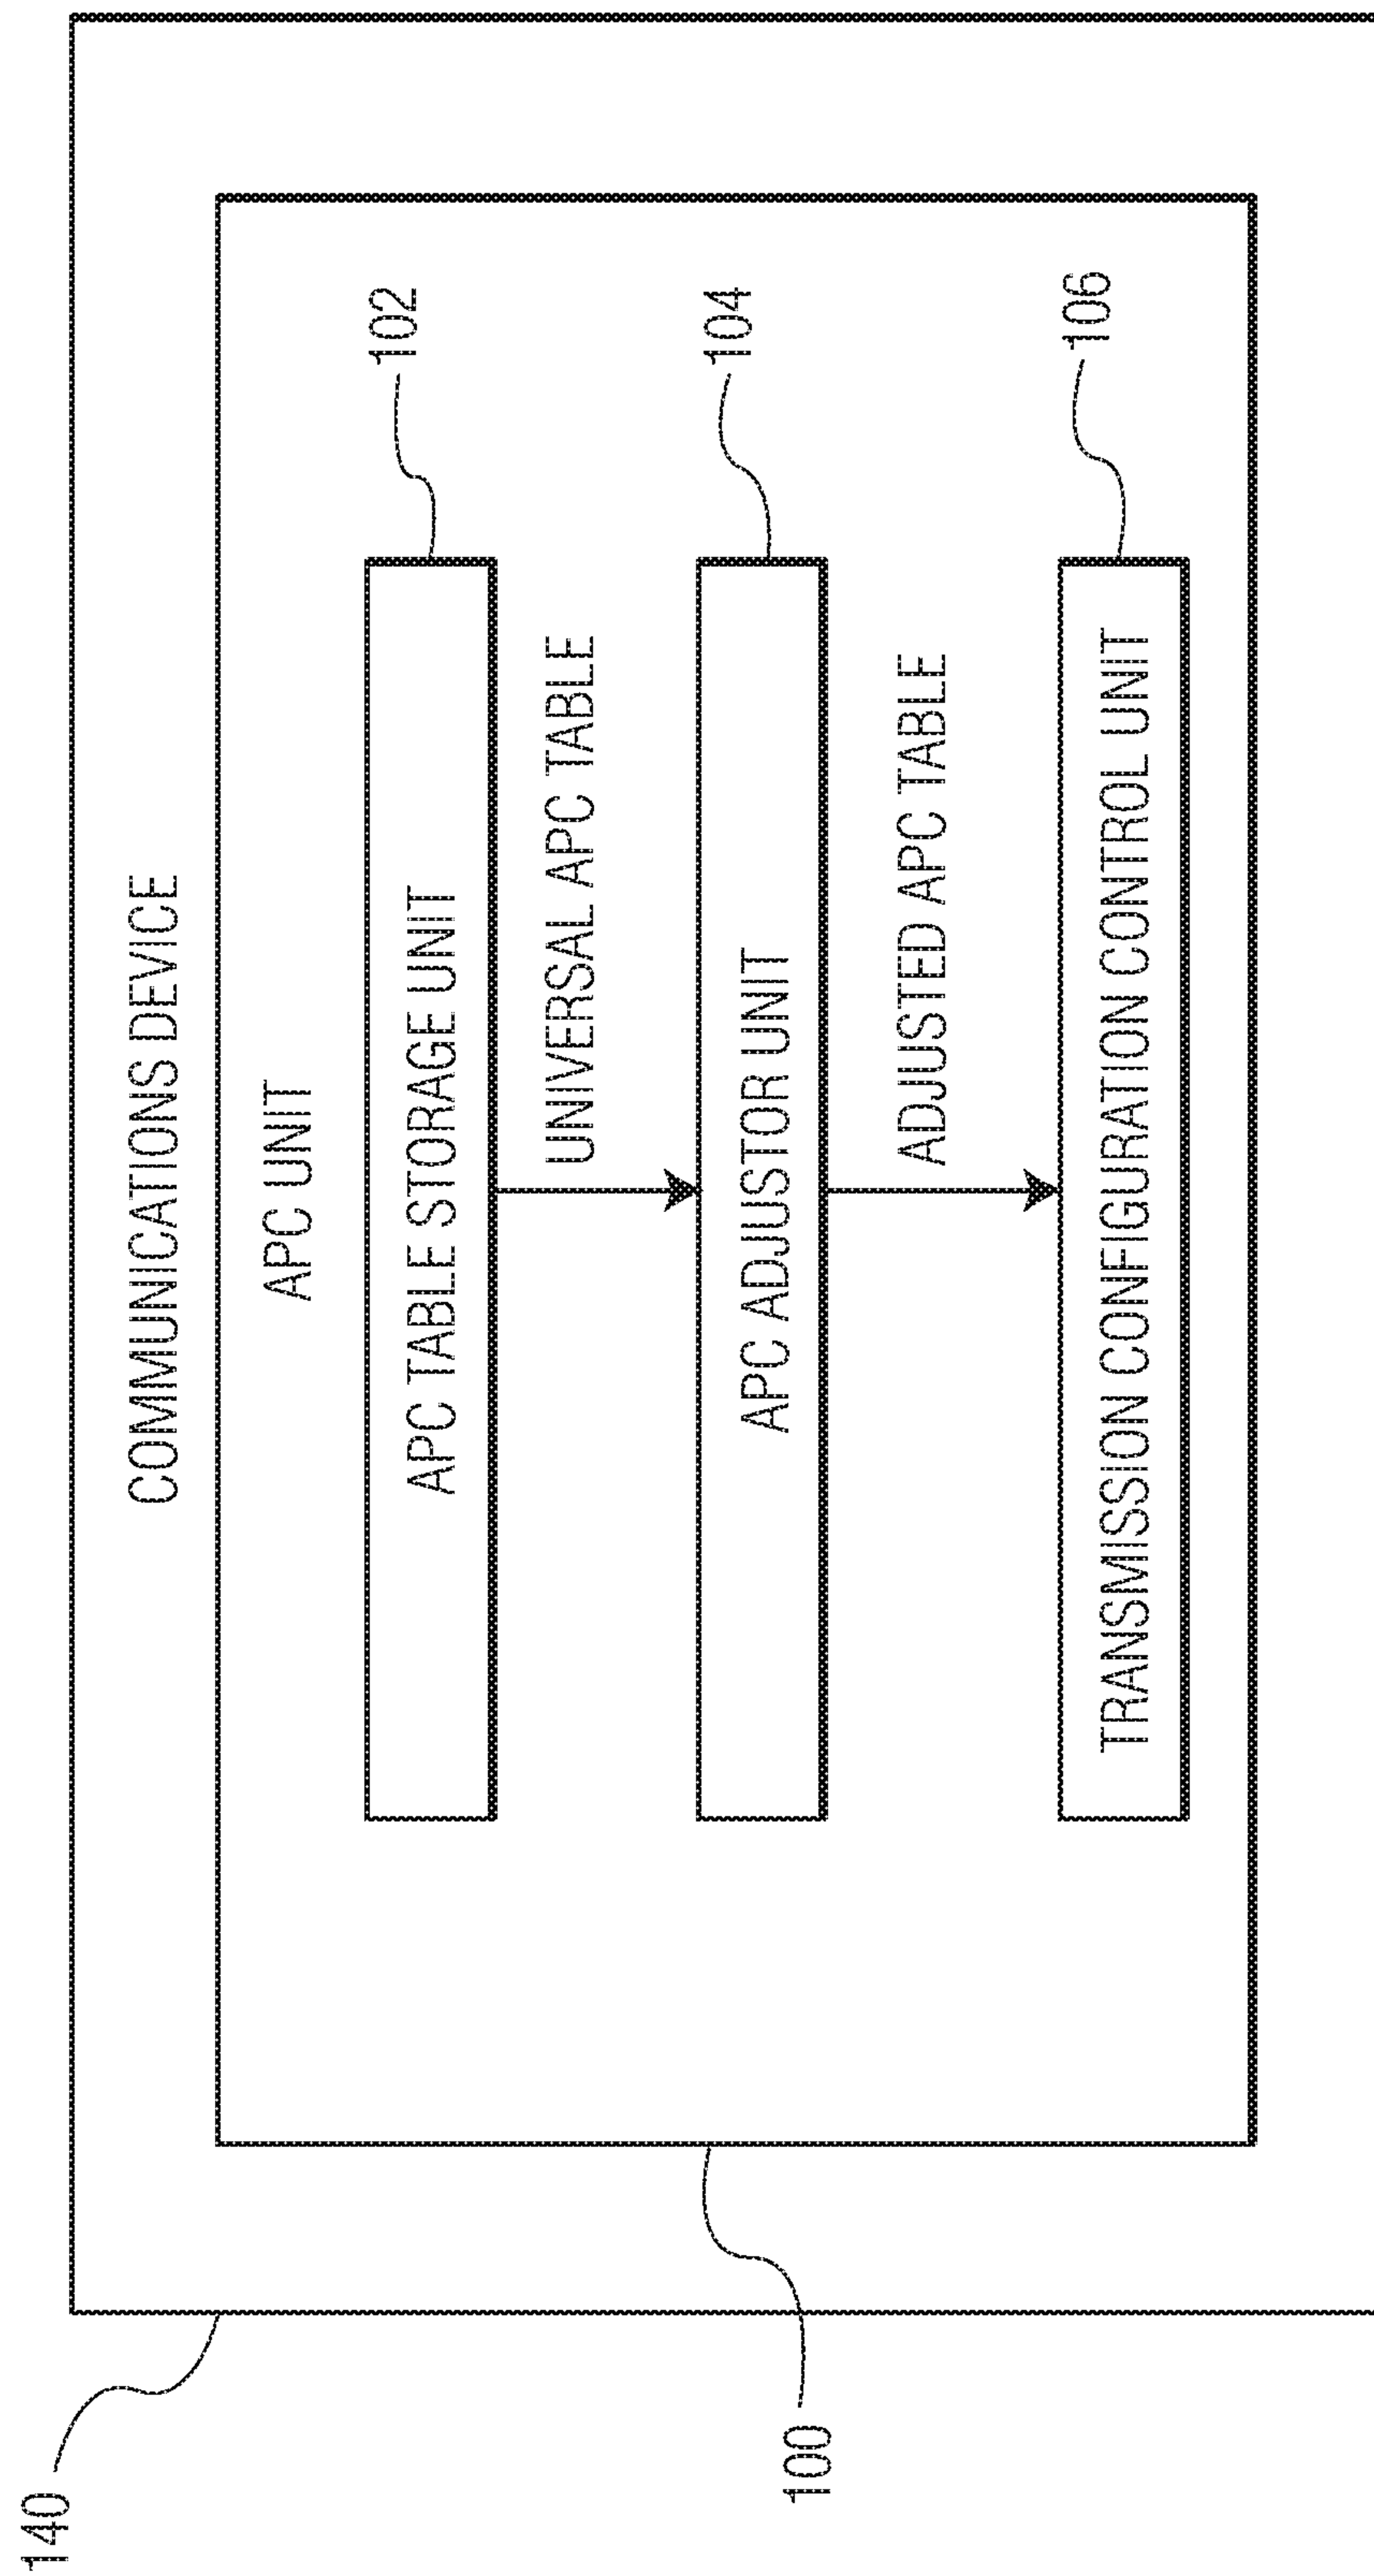 140
COMMUNICATIONS DEVICE
100
APC UNIT
APC TABLE STORAGE UNIT
102
UNIVERSAL APC TABLE
APC ADJUSTOR UNIT
104
ADJUSTED APC TABLE
TRANSMISSION CONFIGURATION CONTROL UNIT
106